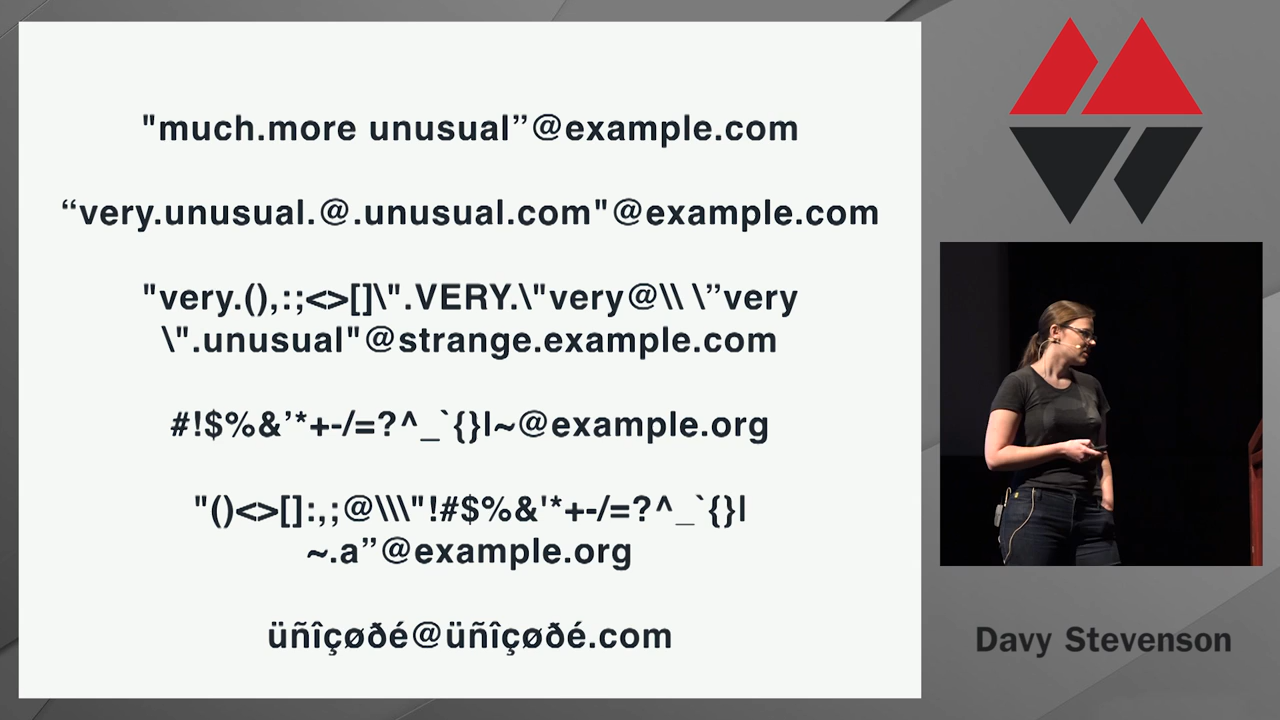 "much.more unusual”@example.com
“very.unusual.@.unusual.com"@example.com
"very.(),:;<>[]\".VERY.\"very@\\ \”very
\".unusual"@strange.example.com
#!$%&’*+-/=?^_`{}|~@example.org
"()<>[]:,;@\\\"!#$%&'*+-/=?^_`{}|
~.a”@example.org
üñîçøðé@üñîçøðé.com
Davy Stevenson